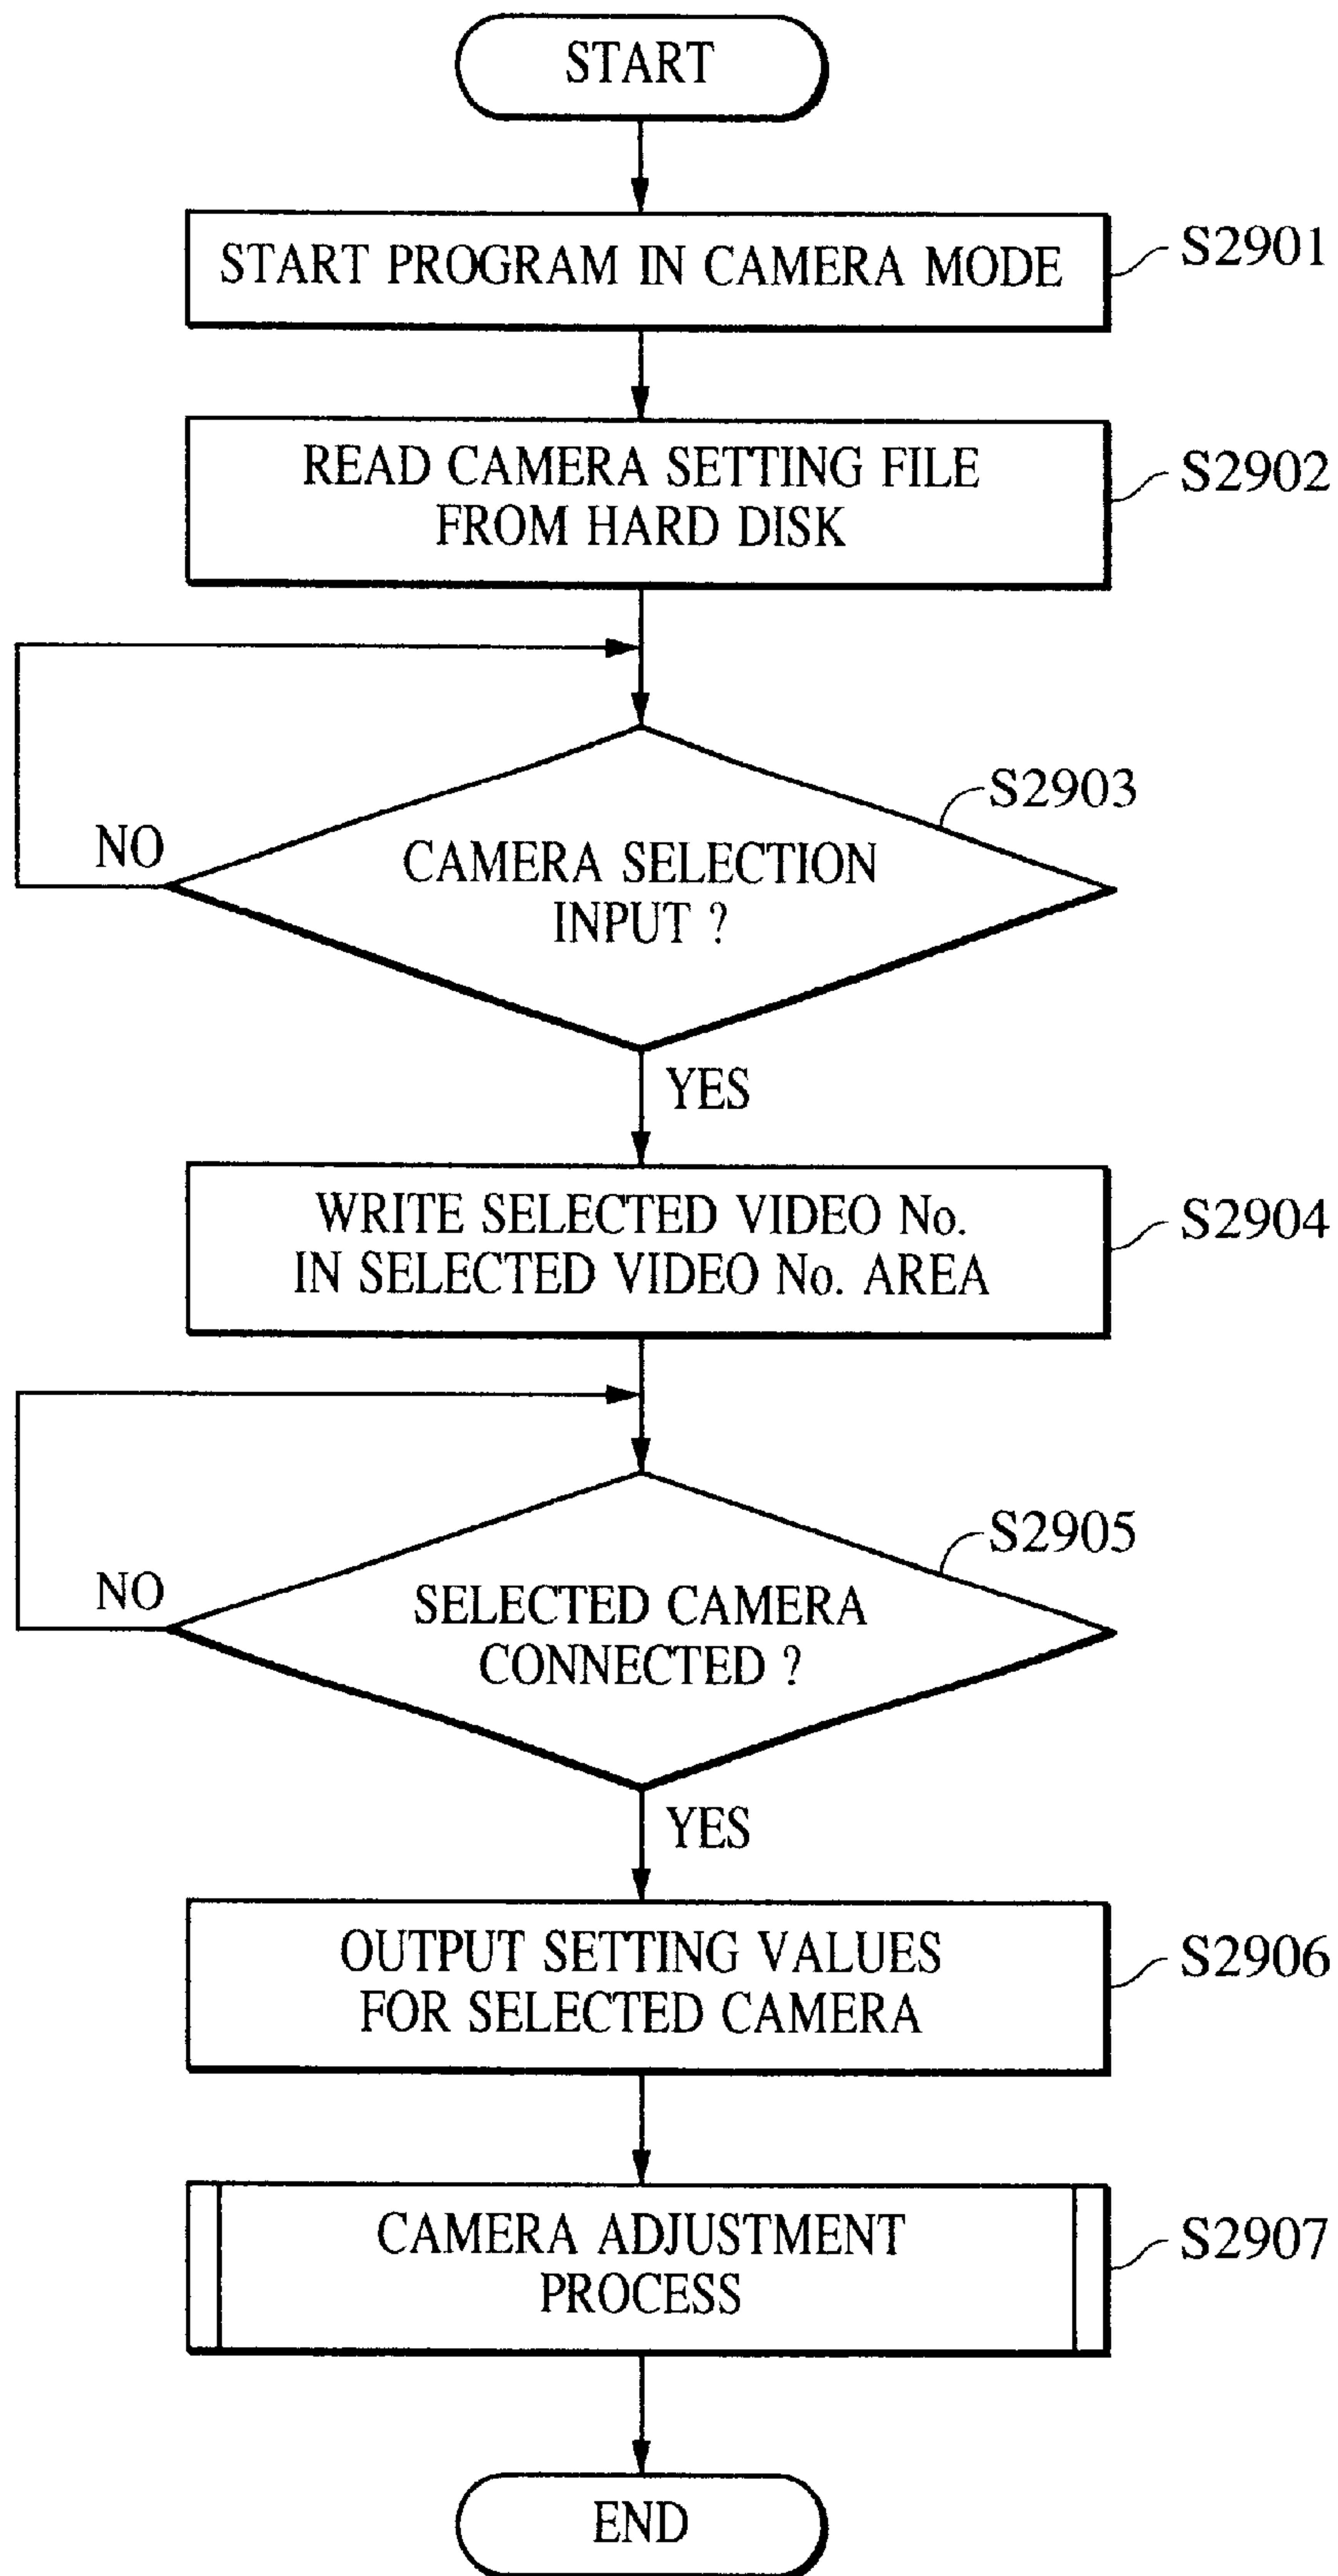 START
START PROGRAM IN CAMERA MODE
S2901
READ CAMERA SETTING FILE
FROM HARD DISK
S2902
S2903
NO
CAMERA SELECTION
INPUT ?
YES
WRITE SELECTED VIDEO No.
IN SELECTED VIDEO No. AREA
S2904
S2905
NO
SELECTED CAMERA
CONNECTED ?
YES
OUTPUT SETTING VALUES
FOR SELECTED CAMERA
S2906
CAMERA ADJUSTMENT
PROCESS
S2907
END